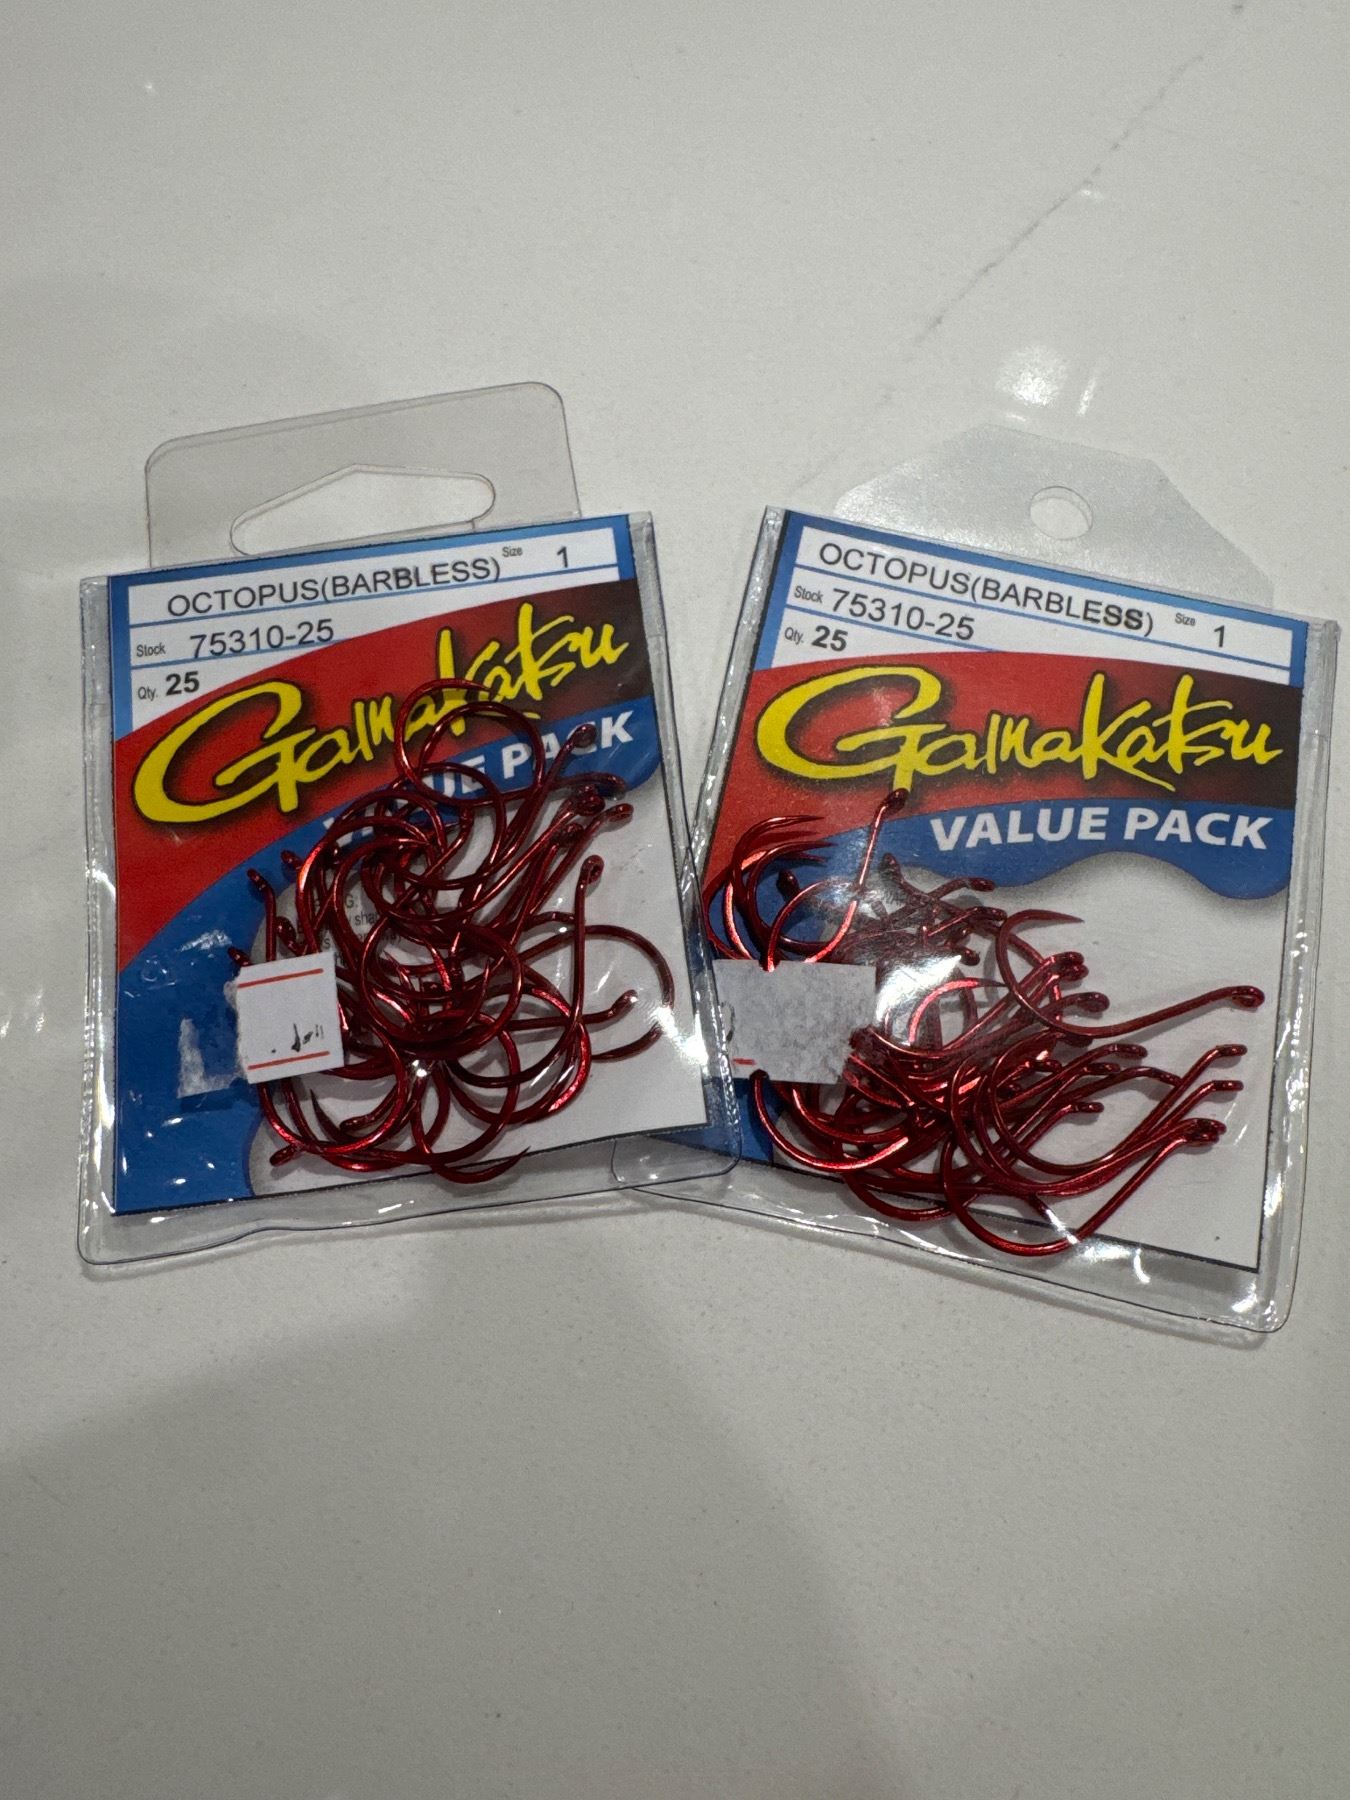 OCTOPUS(BARBLESS) Size 1
Stock 75310-25
Qty. 25
Gamakatsu
VALUE PACK
OCTOPUS(BARBLESS) Size 1
Stock 75310-25
Qty. 25
Gamakatsu
VALUE PACK